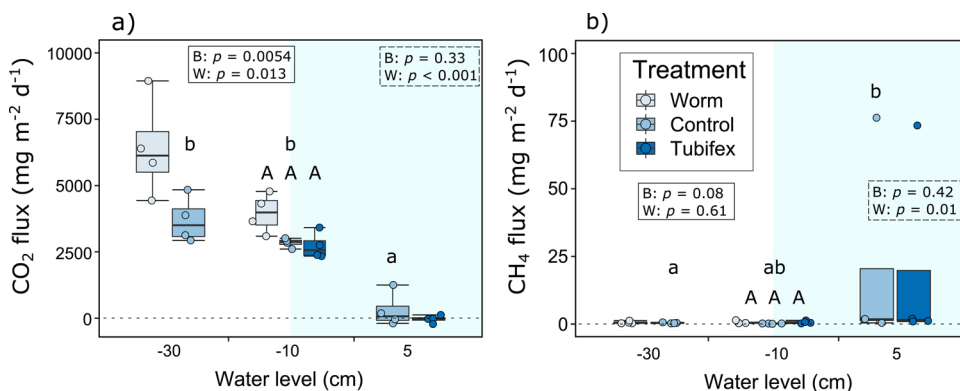 a)
CO₂ flux (mg m⁻² d⁻¹)
10000
7500
5000
2500
0
B: p = 0.0054
W: p = 0.013
B: p = 0.33
W: p < 0.001
b
b
A A A
a
-30
-10
5
Water level (cm)
b)
CH₄ flux (mg m⁻² d⁻¹)
100
75
50
25
0
Treatment
Worm
Control
Tubifex
b
B: p = 0.08
W: p = 0.61
B: p = 0.42
W: p = 0.01
a
ab
A A A
-30
-10
5
Water level (cm)